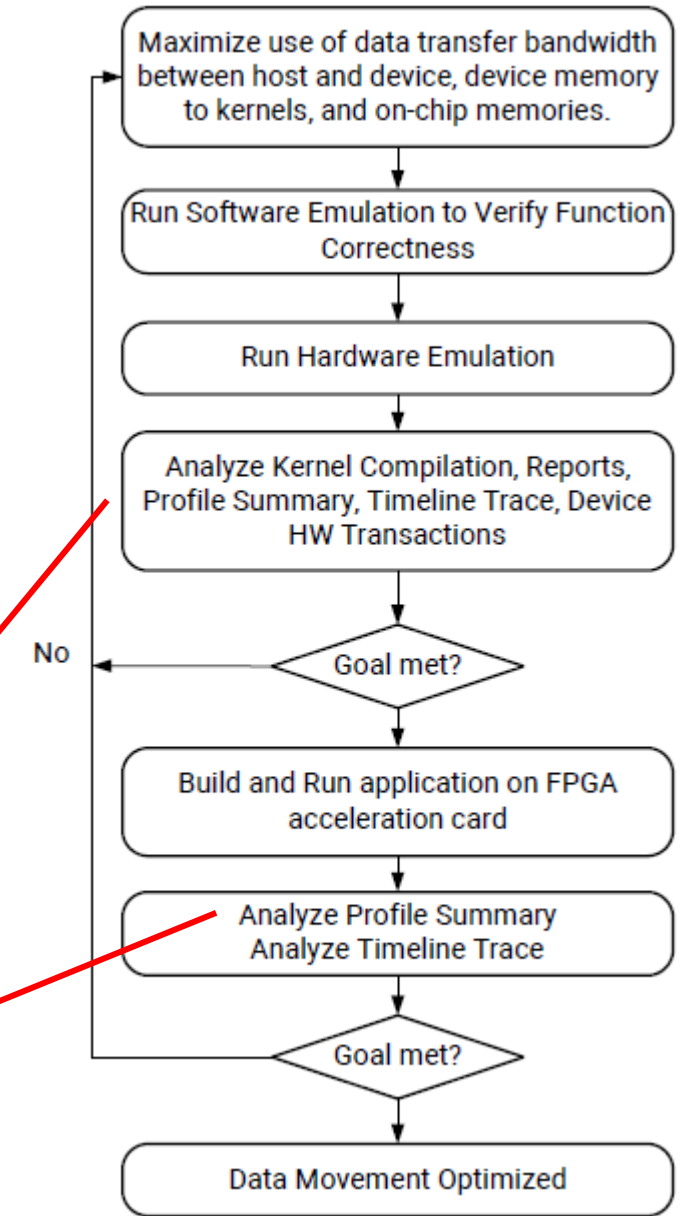 Maximize use of data transfer bandwidth
between host and device, device memory
to kernels, and on-chip memories.
Run Software Emulation to Verify Function
Correctness
Run Hardware Emulation
Analyze Kernel Compilation, Reports,
Profile Summary, Timeline Trace, Device
HW Transactions
No
Goal met?
Build and Run application on FPGA
acceleration card
Analyze Profile Summary
Analyze Timeline Trace
Goal met?
Data Movement Optimized